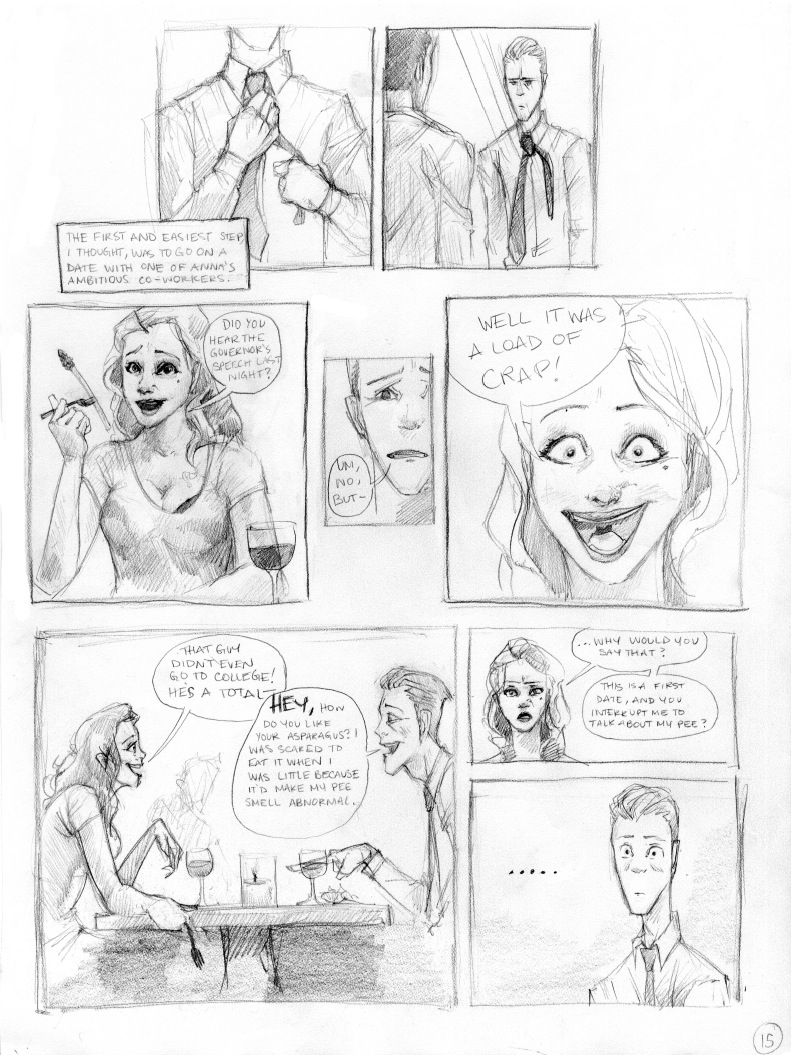 THE FIRST AND EASIEST STEP,
I THOUGHT, WAS TO GO ON A
DATE WITH ONE OF ANNA'S
AMBITIOUS CO-WORKERS.
DID YOU
HEAR THE
GOVERNOR'S
SPEECH LAST
NIGHT?
UM,
NO,
BUT-
WELL IT WAS
A LOAD OF
CRAP!
THAT GUY
DIDN'T EVEN
GO TO COLLEGE!
HE'S A TOTAL-
HEY, HOW
DO YOU LIKE
YOUR ASPARAGUS? I
WAS SCARED TO
EAT IT WHEN I
WAS LITTLE BECAUSE
IT'D MAKE MY PEE
SMELL ABNORMAL.
...WHY WOULD YOU
SAY THAT?
THIS IS A FIRST
DATE, AND YOU
INTERRUPT ME TO
TALK ABOUT MY PEE?
.....
15